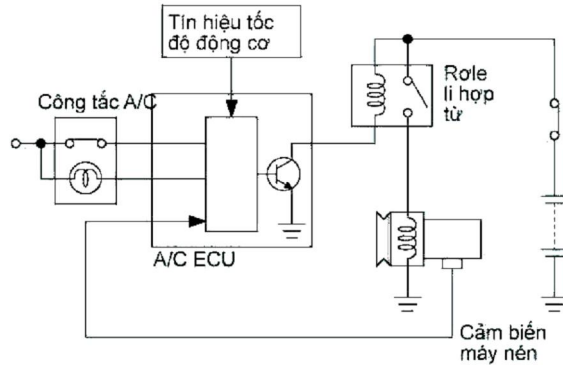 Tín hiệu tốc
độ động cơ
Công tắc A/C
Rơle
li hợp
từ
A/C ECU
Cảm biến
máy nén